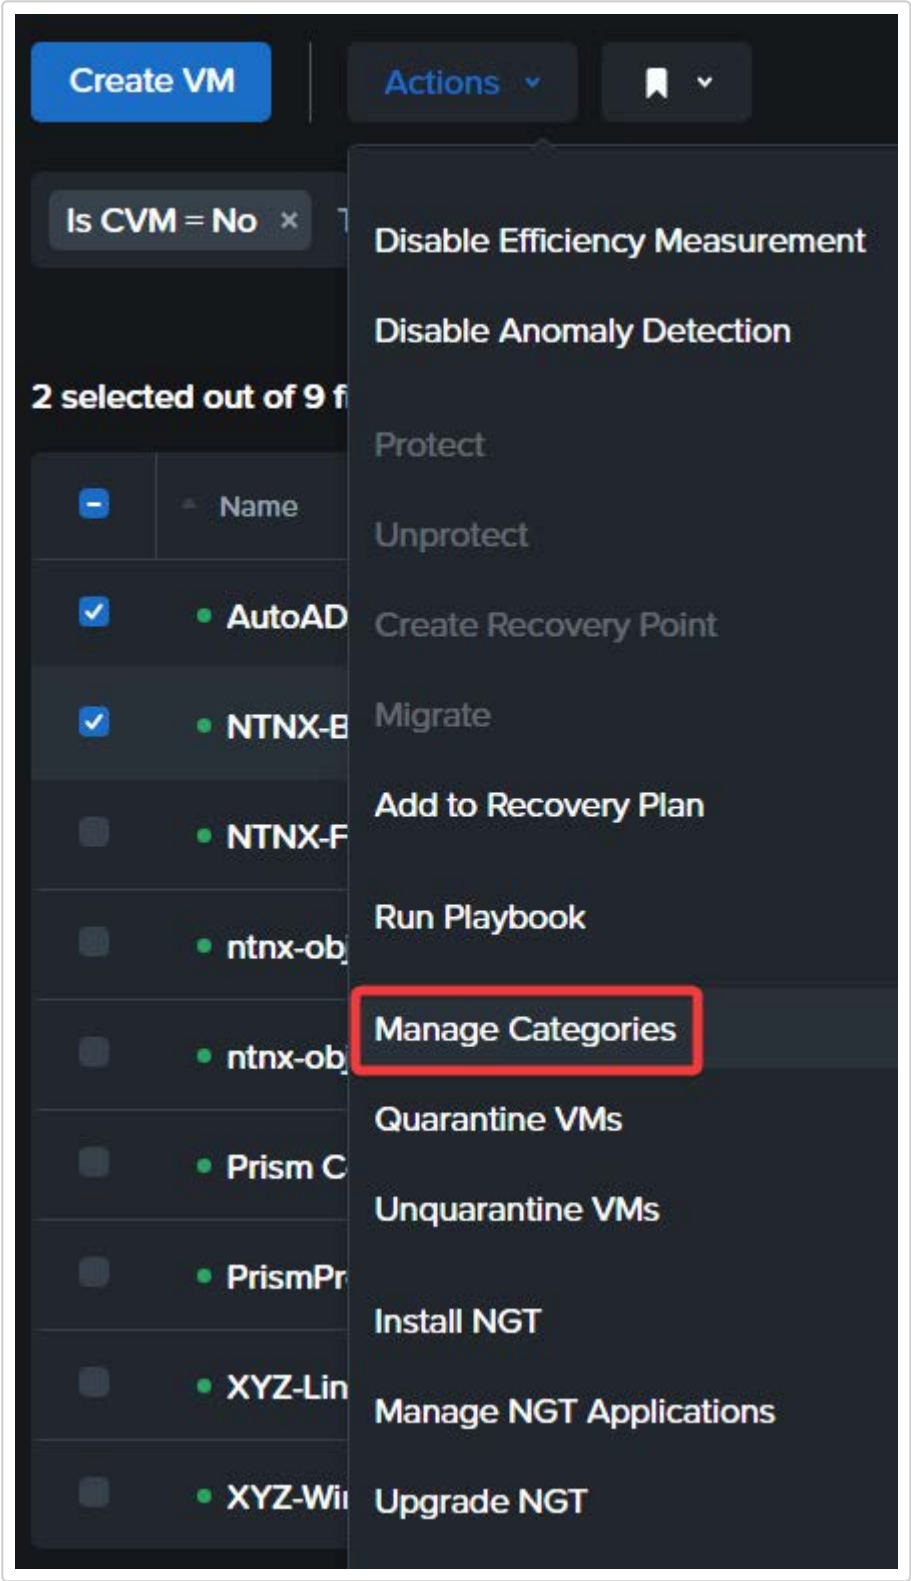 Create VM
Actions
Is CVM = No ×
Disable Efficiency Measurement
Disable Anomaly Detection
2 selected out of 9
Protect
Name
Unprotect
AutoAD
Create Recovery Point
NTNX-B
Migrate
Add to Recovery Plan
NTNX-F
Run Playbook
ntnx-obj
Manage Categories
ntnx-obj
Quarantine VMs
Prism C
Unquarantine VMs
PrismPr
Install NGT
XYZ-Lin
Manage NGT Applications
XYZ-Wi
Upgrade NGT